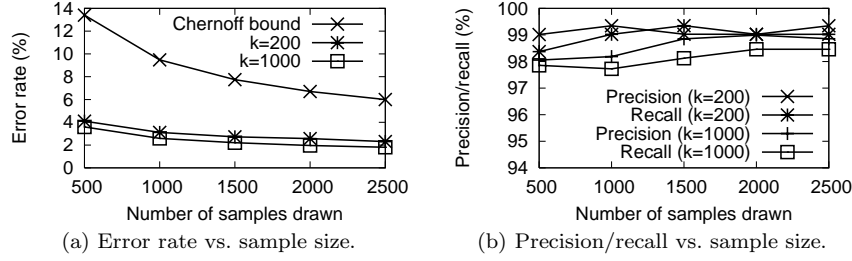 Error rate (%)
14
12
10
8
6
4
2
0
500 1000 1500 2000 2500
Number of samples drawn
Chernoff bound
k=200
k=1000
(a) Error rate vs. sample size.
Precision/recall (%)
100
99
98
97
96
95
94
500 1000 1500 2000 2500
Number of samples drawn
Precision (k=200)
Recall (k=200)
Precision (k=1000)
Recall (k=1000)
(b) Precision/recall vs. sample size.